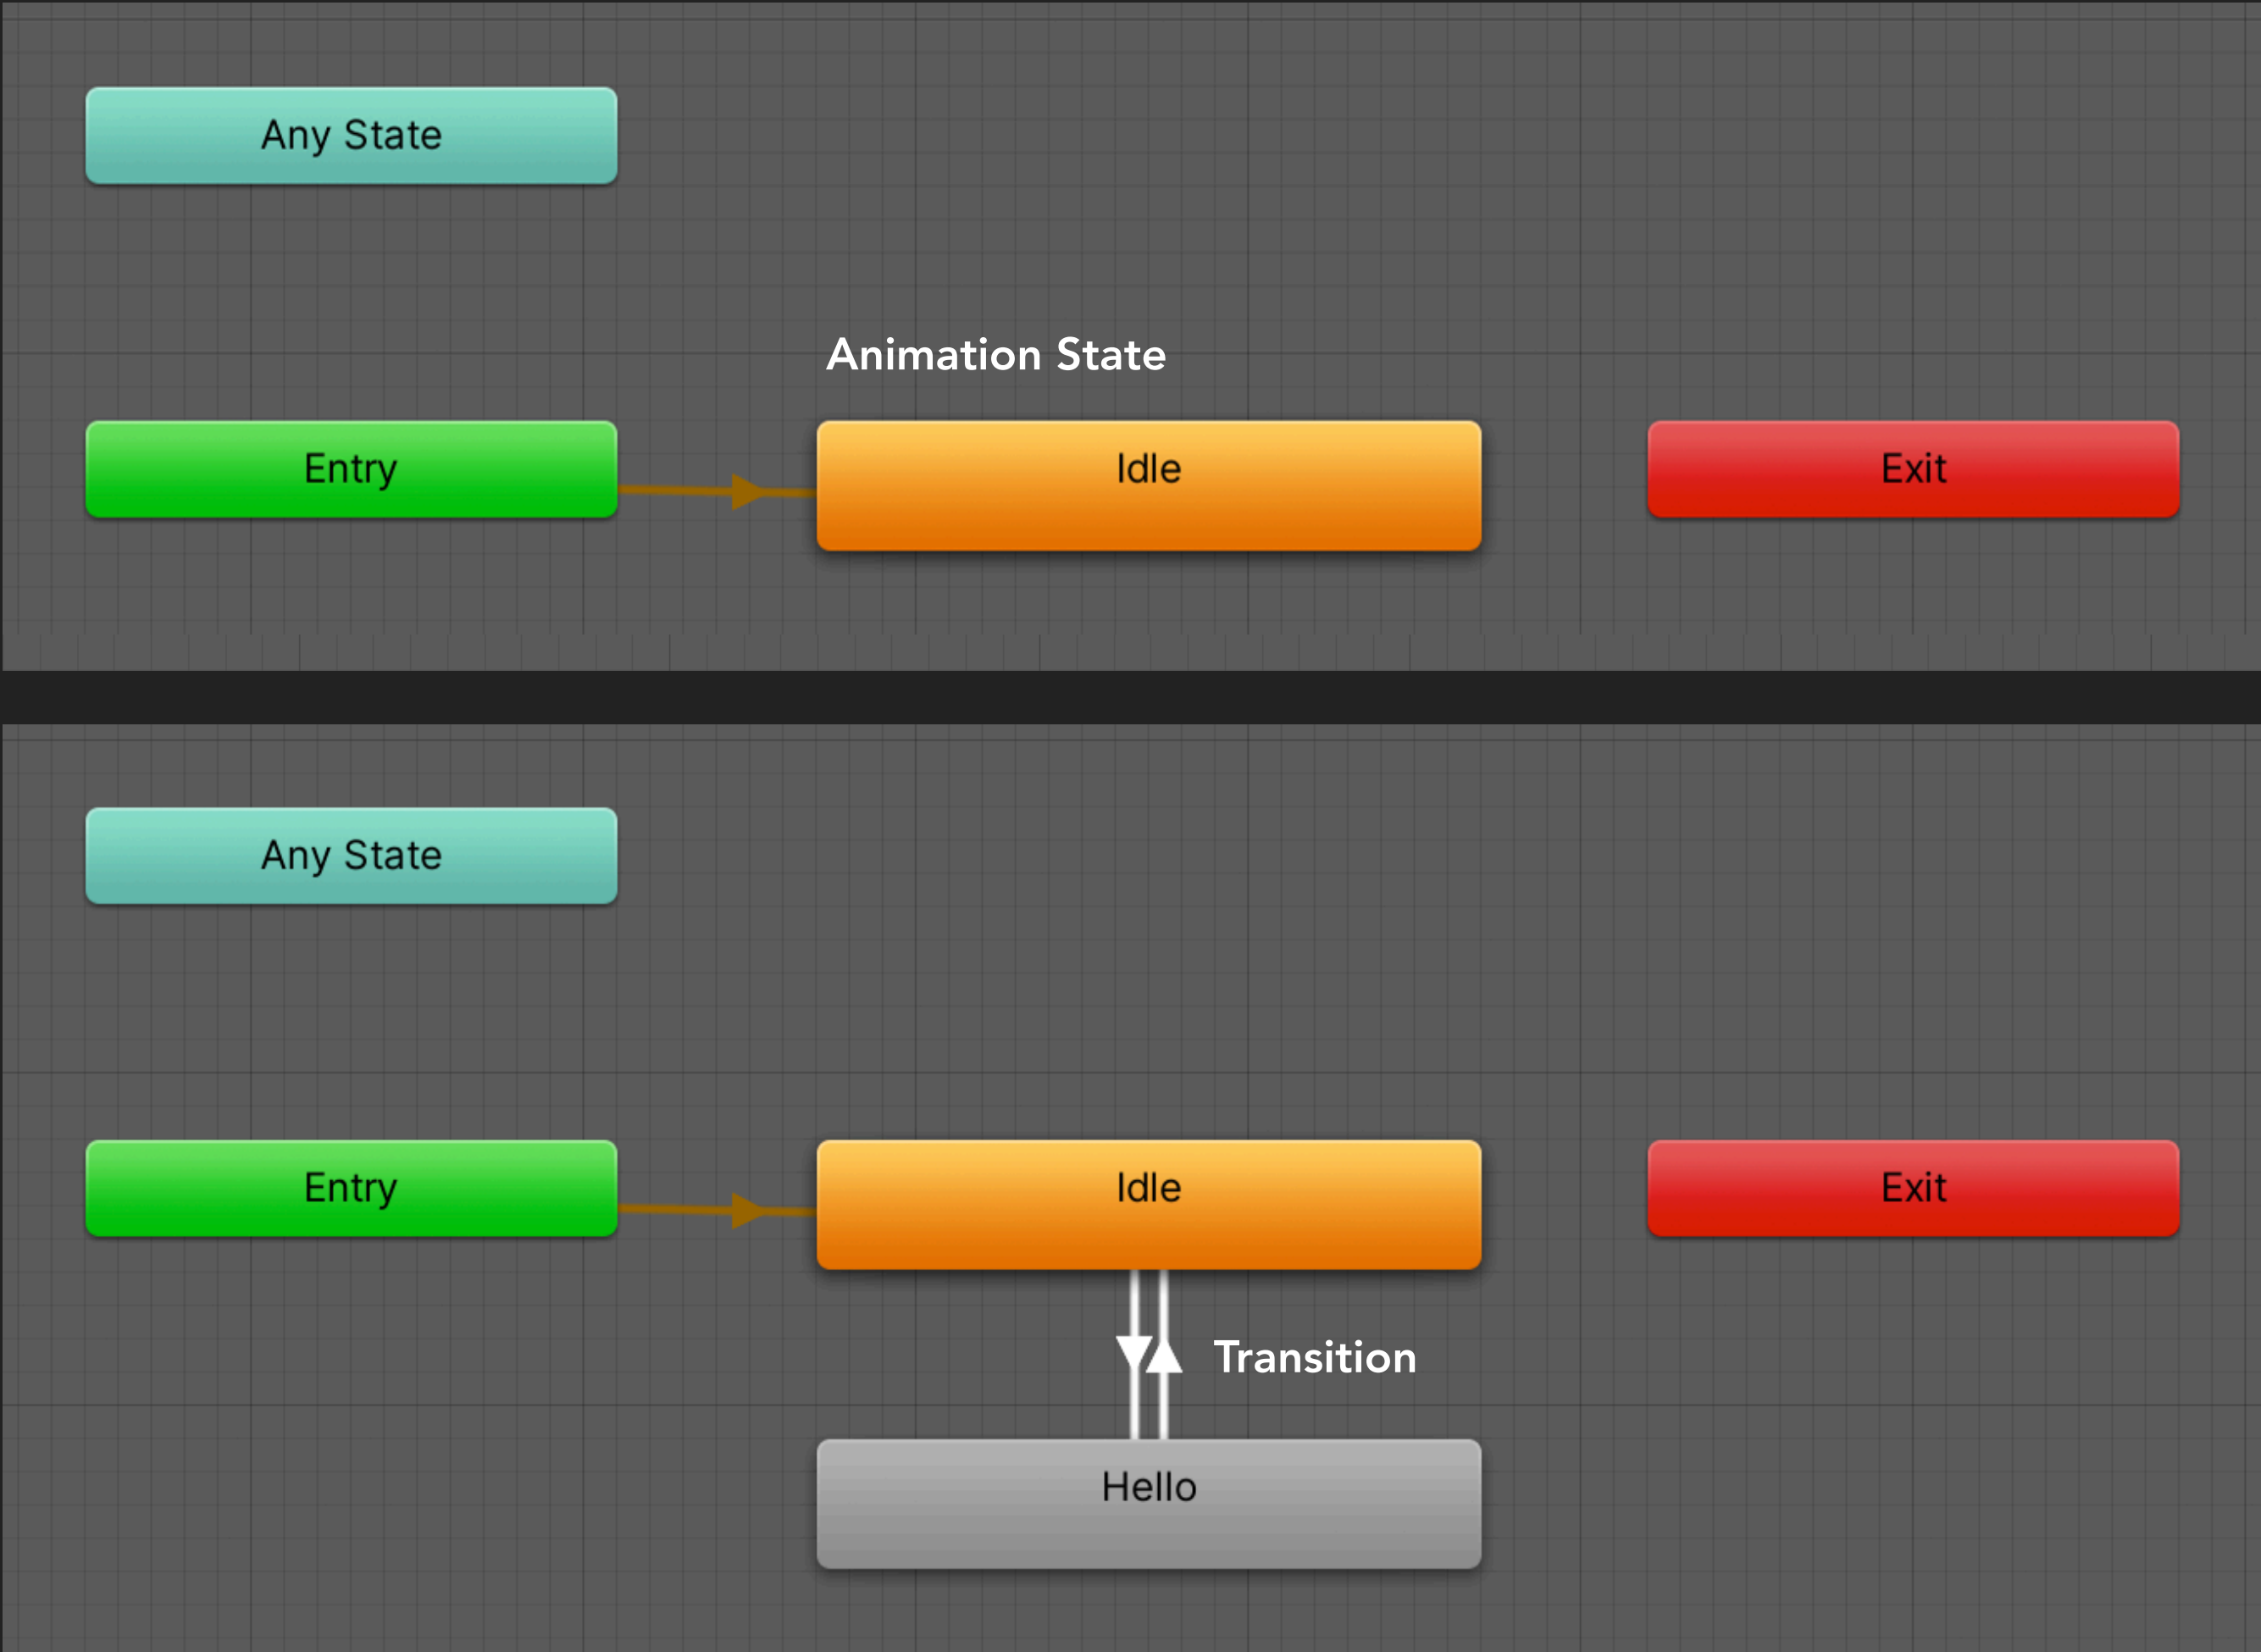 Any State
Animation State
Entry
Idle
Exit
Any State
Entry
Idle
Exit
Transition
Hello